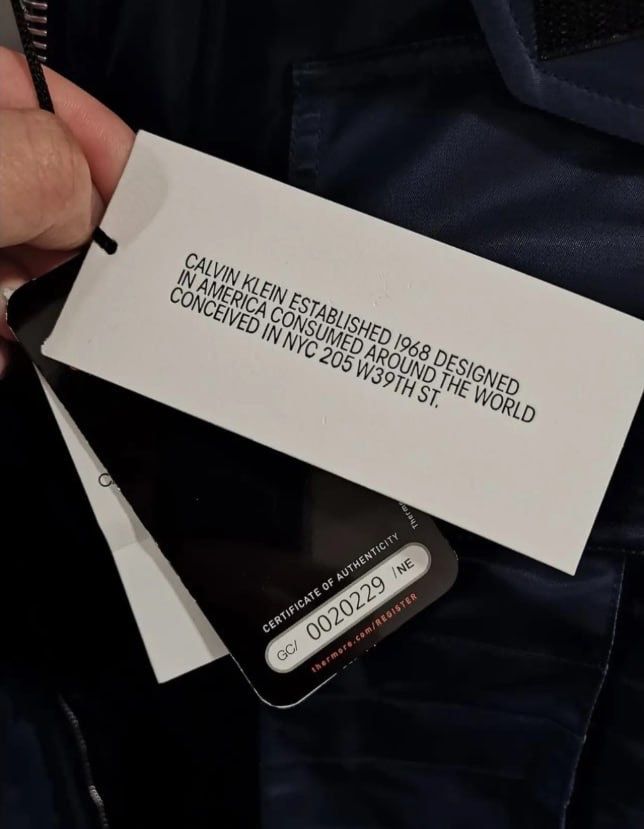 CALVIN KLEIN ESTABLISHED 1968 DESIGNED
IN AMERICA CONSUMED AROUND THE WORLD
CONCEIVED IN NYC 205 W39TH ST.
CERTIFICATE OF AUTHENTICITY
GC/ 0020229 /NE
thermore.com/REGISTER